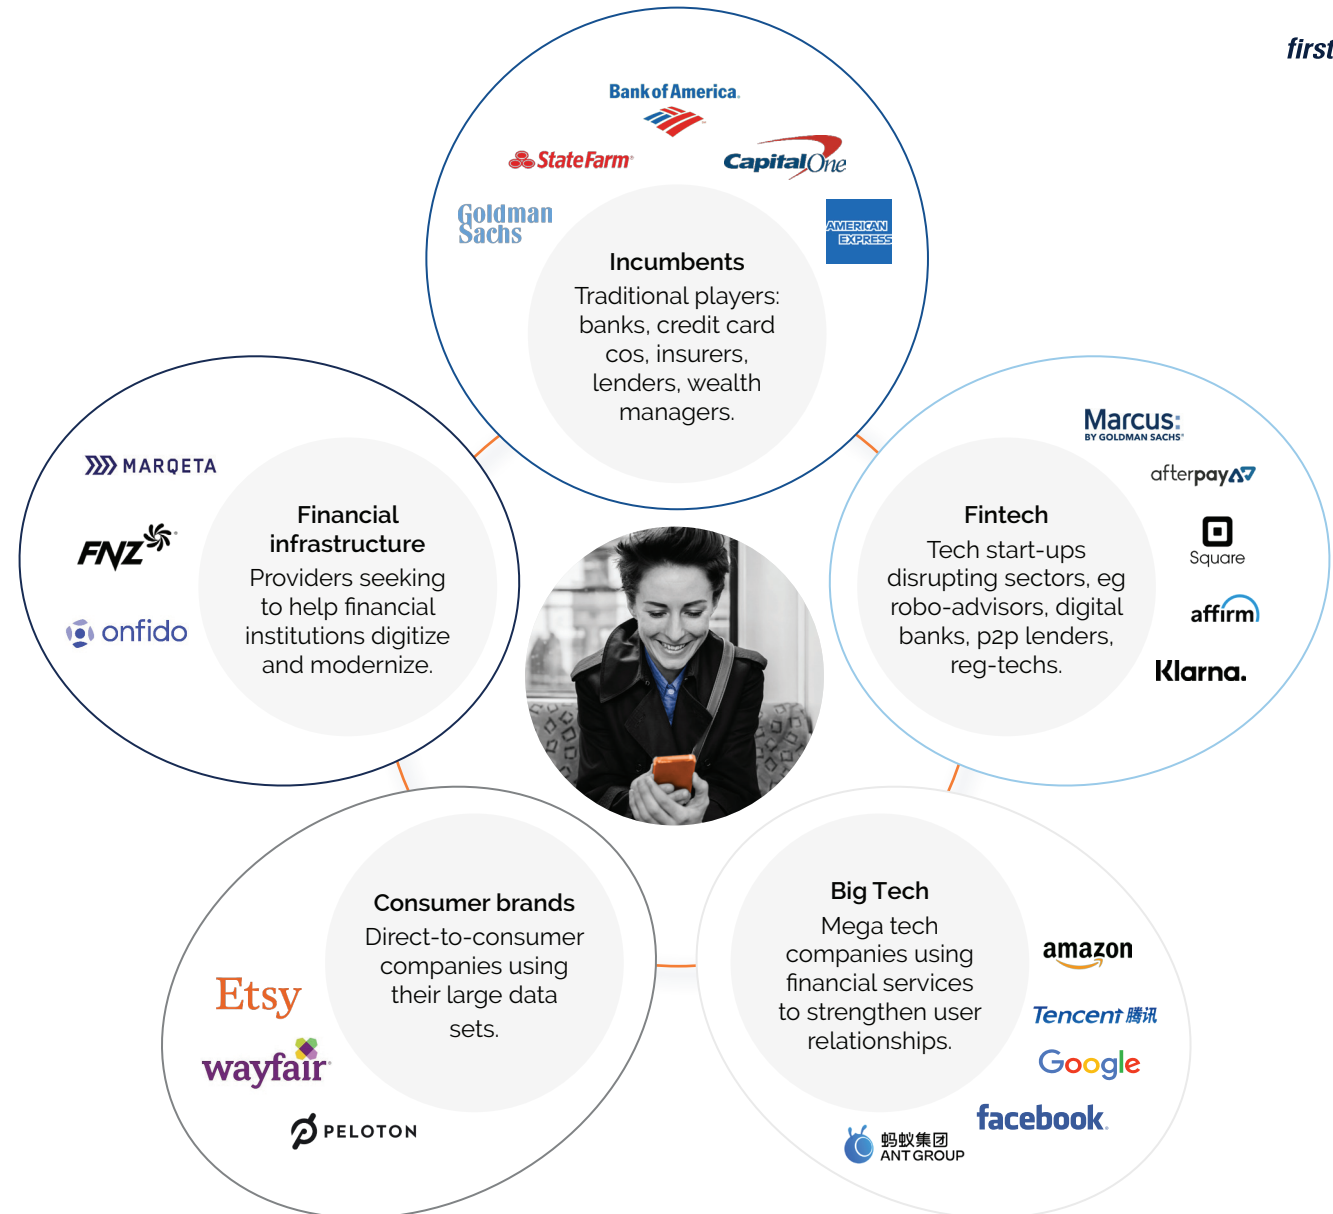 first
Bank of America
State Farm
Capital One
Goldman
Sachs
AMERICAN
EXPRESS
Incumbents
Traditional players:
banks, credit card
cos, insurers,
lenders, wealth
managers.
MARQETA
FNZ
onfido
Financial
infrastructure
Providers seeking
to help financial
institutions digitize
and modernize.
Fintech
Tech start-ups
disrupting sectors, eg
robo-advisors, digital
banks, p2p lenders,
reg-techs.
Marcus:
BY GOLDMAN SACHS
afterpay
Square
affirm
Klarna.
Consumer brands
Direct-to-consumer
companies using
their large data
sets.
Etsy
wayfair
PELOTON
Big Tech
Mega tech
companies using
financial services
to strengthen user
relationships.
amazon
Tencent 腾讯
Google
facebook
蚂蚁集团
ANT GROUP